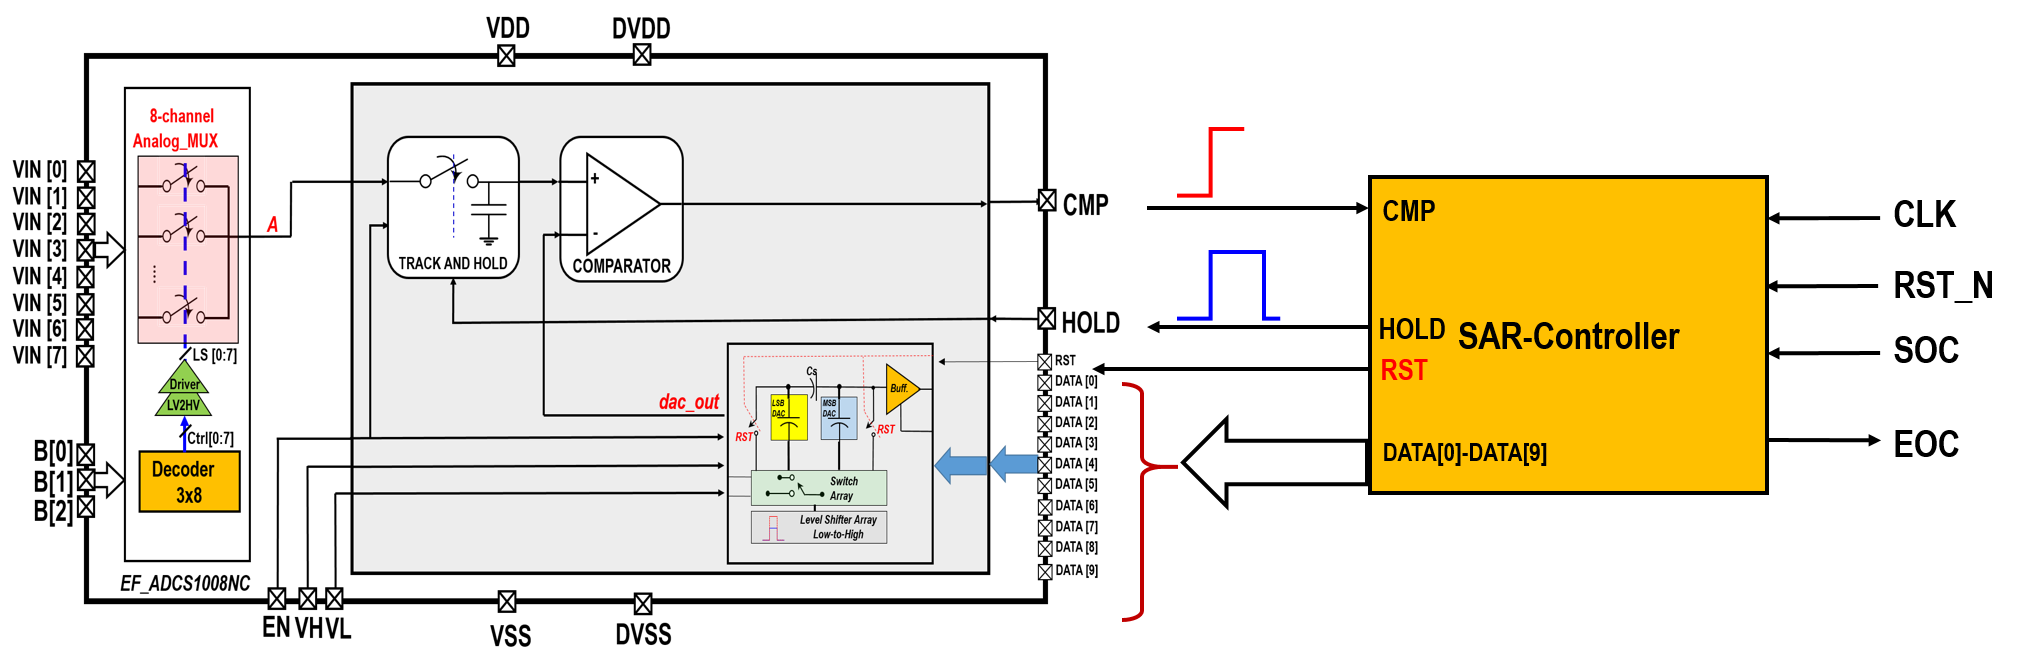 VDD
DVDD
8-channel
Analog_MUX
VIN [0]
VIN [1]
VIN [2]
VIN [3]
VIN [4]
VIN [5]
VIN [6]
VIN [7]
A
LS [0:7]
Driver
LV2HV
Ctrl[0:7]
Decoder
3x8
B[0]
B[1]
B[2]
EF_ADCS1008NC
EN
VH
VL
VSS
DVSS
TRACK AND HOLD
+
-
COMPARATOR
dac_out
Cs
LSB
DAC
MSB
DAC
Buff.
RST
RST
Switch
Array
Level Shifter Array
Low-to-High
CMP
HOLD
RST
DATA [0]
DATA [1]
DATA [2]
DATA [3]
DATA [4]
DATA [5]
DATA [6]
DATA [7]
DATA [8]
DATA [9]
CMP
HOLD
RST
DATA[0]-DATA[9]
SAR-Controller
CLK
RST_N
SOC
EOC